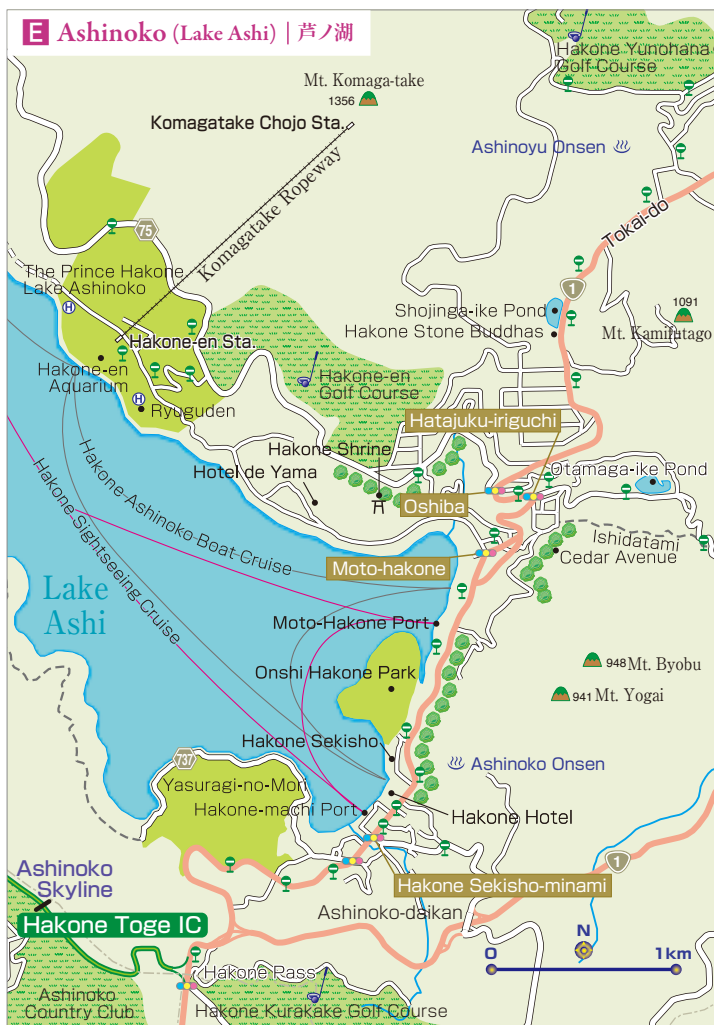 E Ashinoko (Lake Ashi) | 芦ノ湖
Hakone Yunohana
Golf Course
Mt. Komaga-take
1356
Komagatake Chojo Sta.
Ashinoyu Onsen
Komagatake Ropeway
Tokai-do
75
The Prince Hakone
Lake Ashinoko
1
Shojinga-ike Pond
Hakone Stone Buddhas
1091
Mt. Kamifutago
Hakone-en Sta.
Hakone-en
Aquarium
H
H
Ryuguden
Hakone-en
Golf Course
Hatajuku-iriguchi
Hakone Shrine
Hotel de Yama
Otamaga-ike Pond
Oshiba
Hakone-Ashinoko Boat Cruise
Hakone Sightseeing Cruise
Ishidatami
Cedar Avenue
Moto-hakone
Lake
Ashi
Moto-Hakone Port
Onshi Hakone Park
948 Mt. Byobu
941 Mt. Yogai
Hakone Sekisho
737
Ashinoko Onsen
Yasuragi-no-Mori
Hakone-machi Port
Hakone Hotel
1
Ashinoko
Skyline
Hakone Sekisho-minami
Hakone Toge IC
Ashinoko-daikan
N
0 1km
Hakone Pass
Ashinoko
Country Club
Hakone Kurakake Golf Course